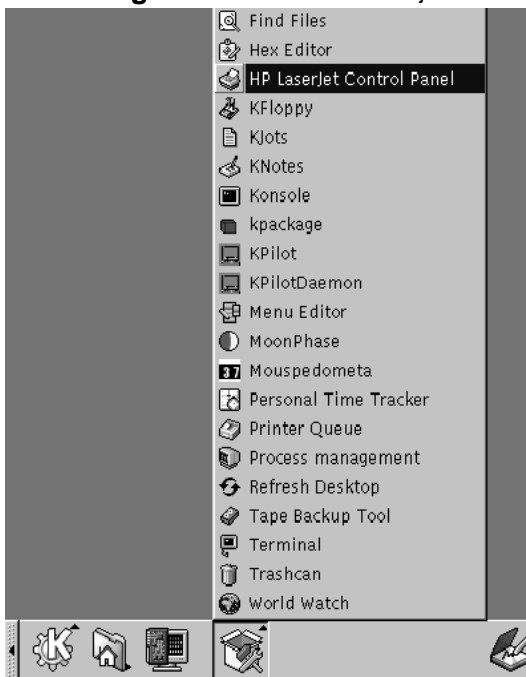 Find Files
Hex Editor
HP LaserJet Control Panel
KFloppy
KJots
KNotes
Konsole
kpackage
KPilot
KPilotDaemon
Menu Editor
MoonPhase
37 Mouspedometa
Personal Time Tracker
Printer Queue
Process management
Refresh Desktop
Tape Backup Tool
Terminal
Trashcan
World Watch
K